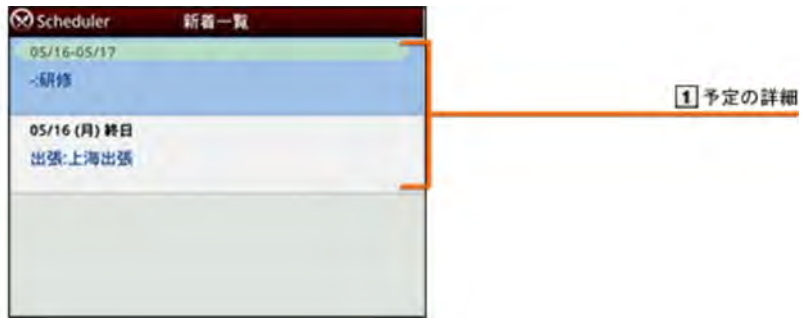 Scheduler 新着一覧
05/16-05/17
-:研修
05/16 (月) 終日
出張:上海出張
1 予定の詳細